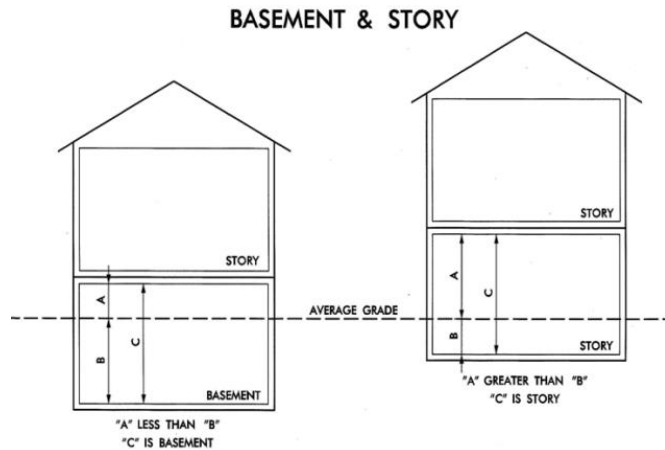 BASEMENT & STORY
STORY
A
B
C
BASEMENT
"A" LESS THAN "B"
"C" IS BASEMENT
AVERAGE GRADE
STORY
A
B
C
STORY
"A" GREATER THAN "B"
"C" IS STORY